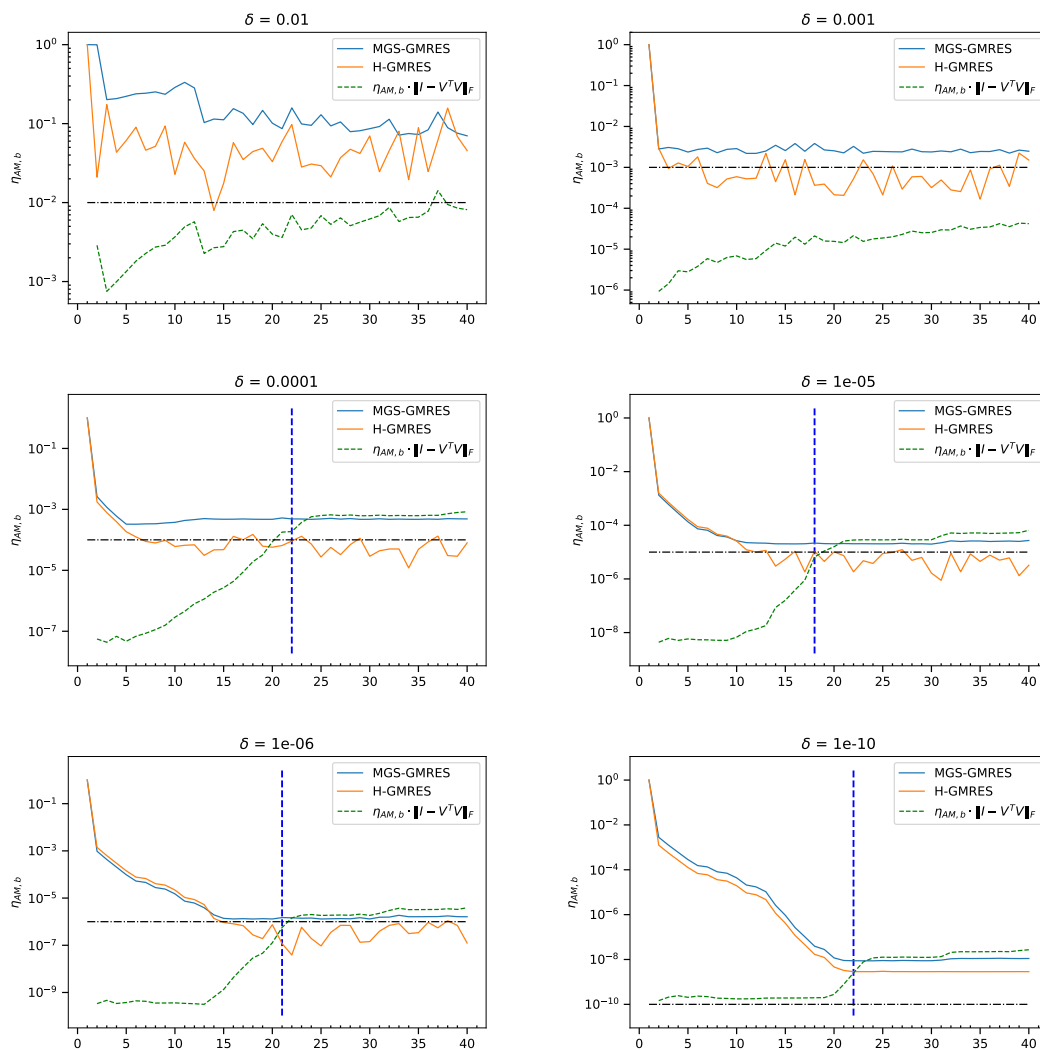 δ = 0.01
MGS-GMRES
H-GMRES
η_{AM, b} · ‖I − V^T V‖_F
η_{AM, b}
10^0
10^{-1}
10^{-2}
10^{-3}
0 5 10 15 20 25 30 35 40
δ = 0.001
MGS-GMRES
H-GMRES
η_{AM, b} · ‖I − V^T V‖_F
η_{AM, b}
10^0
10^{-1}
10^{-2}
10^{-3}
10^{-4}
10^{-5}
10^{-6}
0 5 10 15 20 25 30 35 40
δ = 0.0001
MGS-GMRES
H-GMRES
η_{AM, b} · ‖I − V^T V‖_F
η_{AM, b}
10^{-1}
10^{-3}
10^{-5}
10^{-7}
0 5 10 15 20 25 30 35 40
δ = 1e-05
MGS-GMRES
H-GMRES
η_{AM, b} · ‖I − V^T V‖_F
η_{AM, b}
10^0
10^{-2}
10^{-4}
10^{-6}
10^{-8}
0 5 10 15 20 25 30 35 40
δ = 1e-06
MGS-GMRES
H-GMRES
η_{AM, b} · ‖I − V^T V‖_F
η_{AM, b}
10^{-1}
10^{-3}
10^{-5}
10^{-7}
10^{-9}
0 5 10 15 20 25 30 35 40
δ = 1e-10
MGS-GMRES
H-GMRES
η_{AM, b} · ‖I − V^T V‖_F
η_{AM, b}
10^0
10^{-2}
10^{-4}
10^{-6}
10^{-8}
10^{-10}
0 5 10 15 20 25 30 35 40